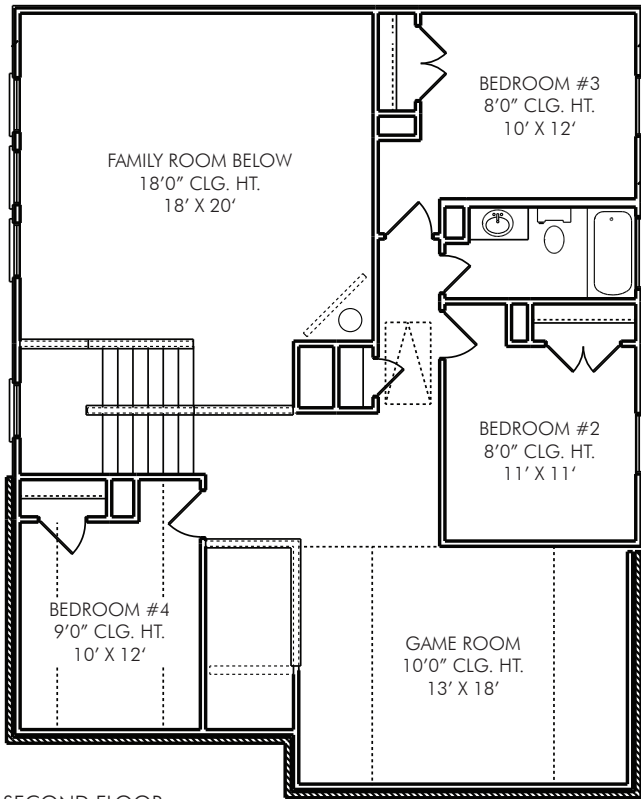 BEDROOM #3
8'0" CLG. HT.
10' X 12'
FAMILY ROOM BELOW
18'0" CLG. HT.
18' X 20'
BEDROOM #2
8'0" CLG. HT.
11' X 11'
BEDROOM #4
9'0" CLG. HT.
10' X 12'
GAME ROOM
10'0" CLG. HT.
13' X 18'
SECOND FLOOR